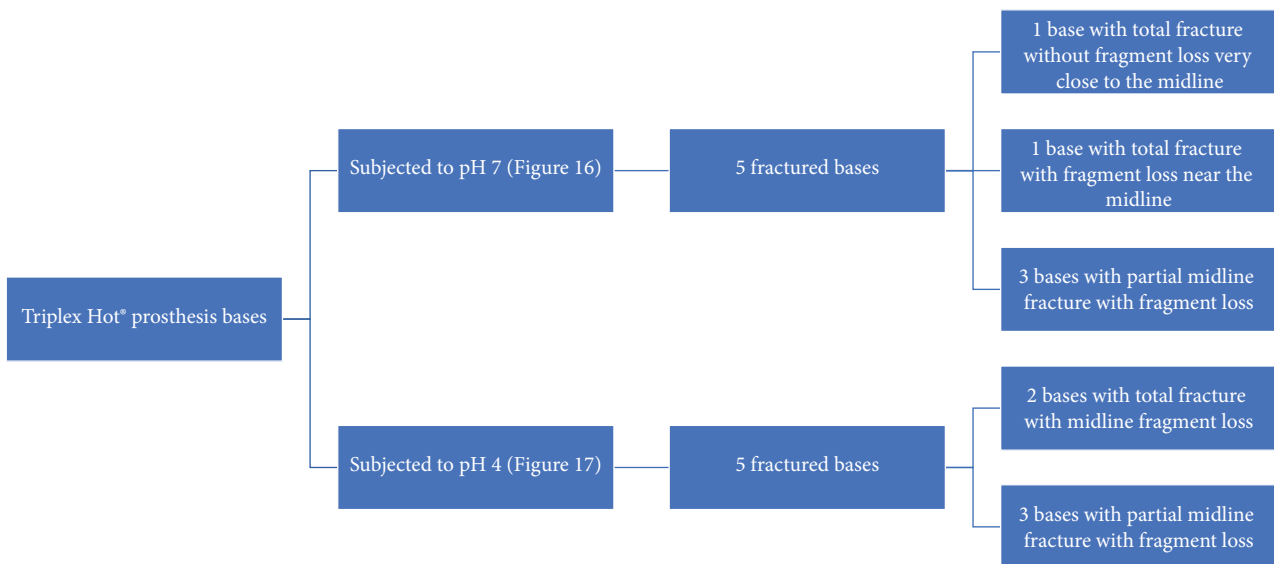 Triplex Hot® prosthesis bases
Subjected to pH 7 (Figure 16)
5 fractured bases
1 base with total fracture
without fragment loss very
close to the midline
1 base with total fracture
with fragment loss near the
midline
3 bases with partial midline
fracture with fragment loss
Subjected to pH 4 (Figure 17)
5 fractured bases
2 bases with total fracture
with midline fragment loss
3 bases with partial midline
fracture with fragment loss